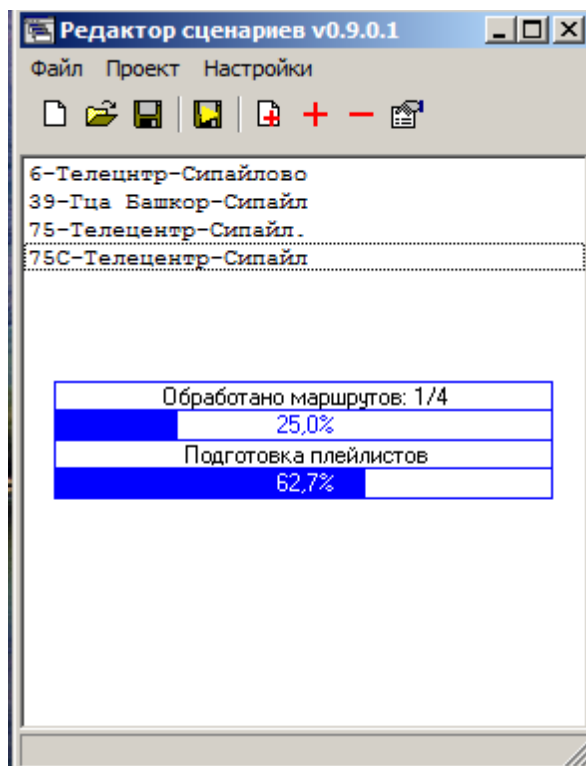 Редактор сценариев v0.9.0.1
Файл Проект Настройки
6-Телецнтр-Сипайлово
39-Гца Башкор-Сипайл
75-Телецентр-Сипайл.
75С-Телецентр-Сипайл
Обработано маршрутов: 1/4
25,0%
Подготовка плейлистов
62,7%